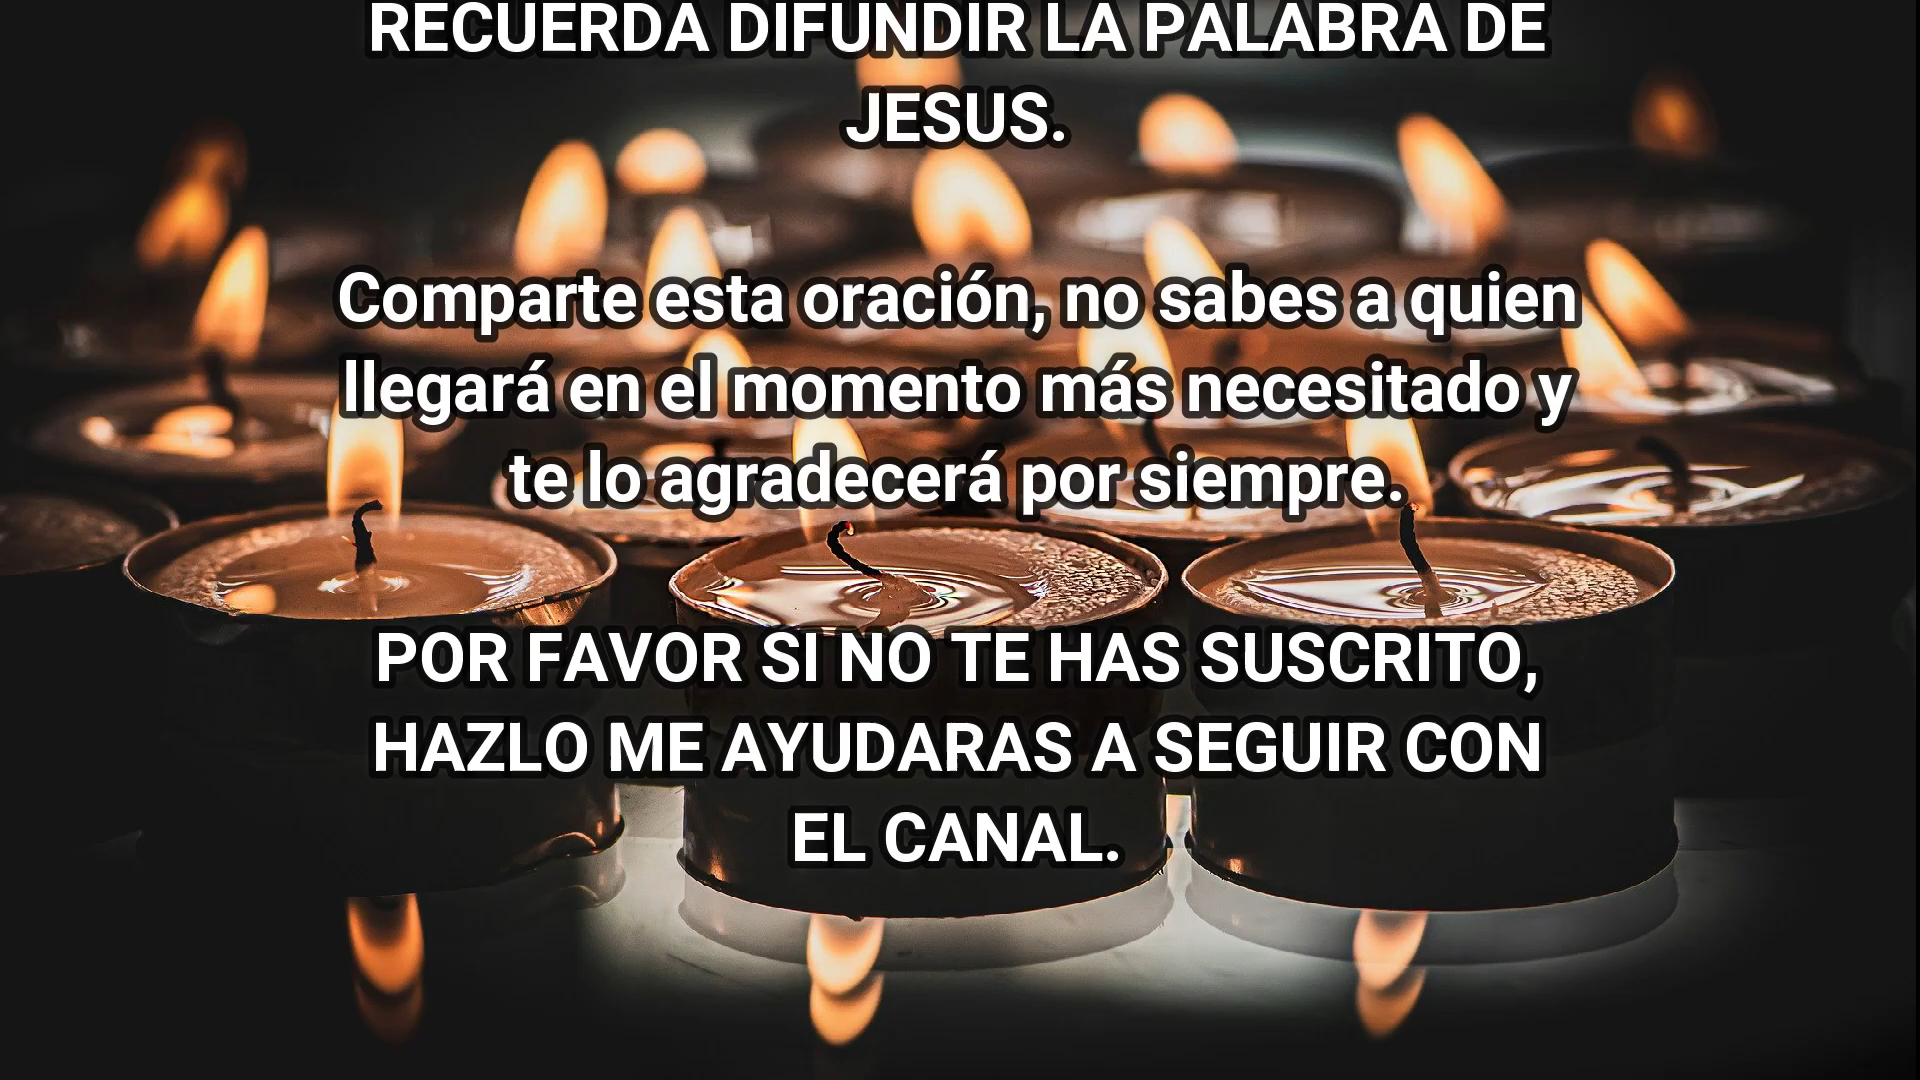 RECUERDA DIFUNDIR LA PALABRA DE
JESUS.
Comparte esta oración, no sabes a quien
llegará en el momento más necesitado y
te lo agradecerá por siempre.
POR FAVOR SI NO TE HAS SUSCRITO,
HAZLO ME AYUDARAS A SEGUIR CON
EL CANAL.